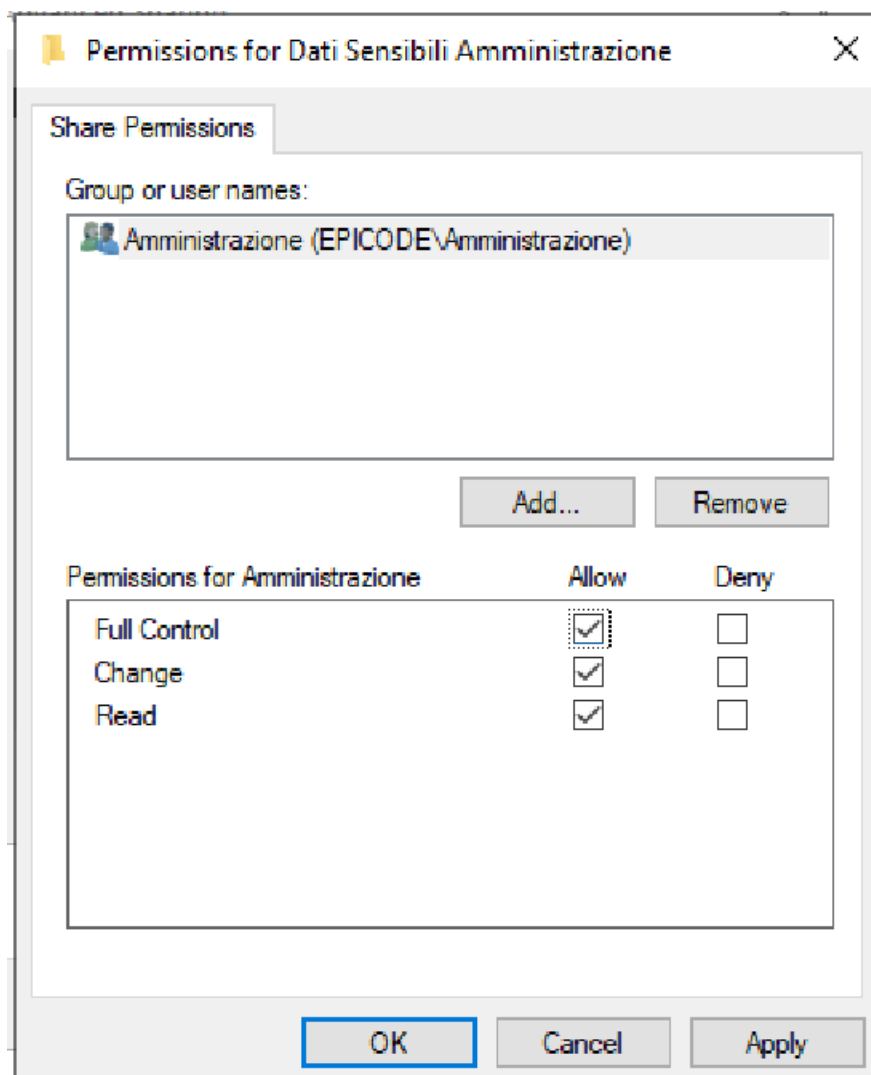 Permissions for Dati Sensibili Amministrazione
Share Permissions
Group or user names:
Amministrazione (EPICODE\Amministrazione)
Add...
Remove
Permissions for Amministrazione Allow Deny
Full Control
Change
Read
OK
Cancel
Apply